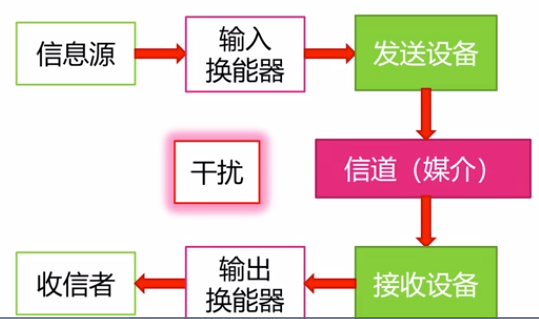 信息源
输入
换能器
发送设备
干扰
信道（媒介）
收信者
输出
换能器
接收设备